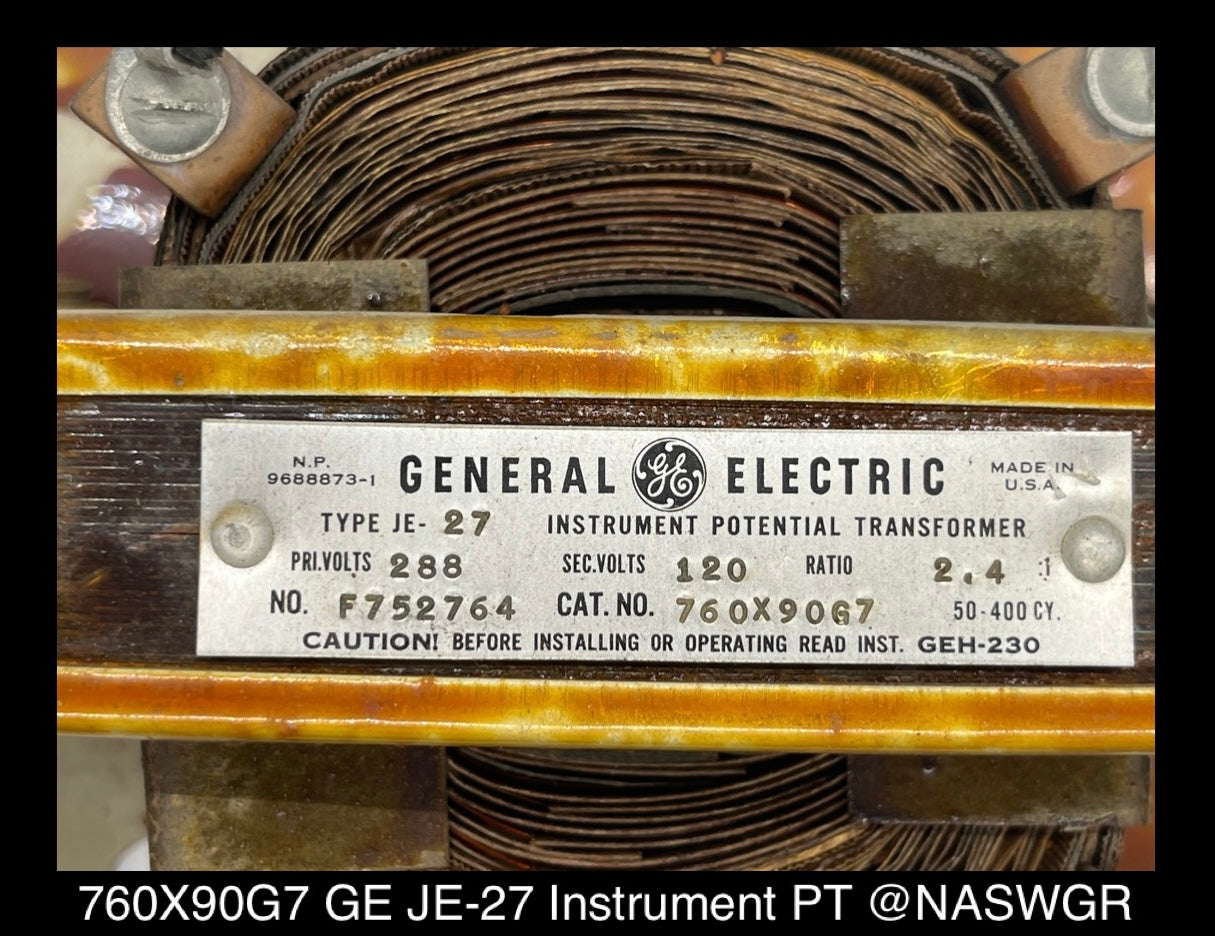 N.P.
9688873-1
GENERAL GE ELECTRIC
MADE IN
U.S.A.
TYPE JE- 27 INSTRUMENT POTENTIAL TRANSFORMER
PRI.VOLTS 288 SEC.VOLTS 120 RATIO 2.4 :1
NO. F752764 CAT. NO. 760X90G7 50-400 CY.
CAUTION! BEFORE INSTALLING OR OPERATING READ INST. GEH-230
760X90G7 GE JE-27 Instrument PT @NASWGR